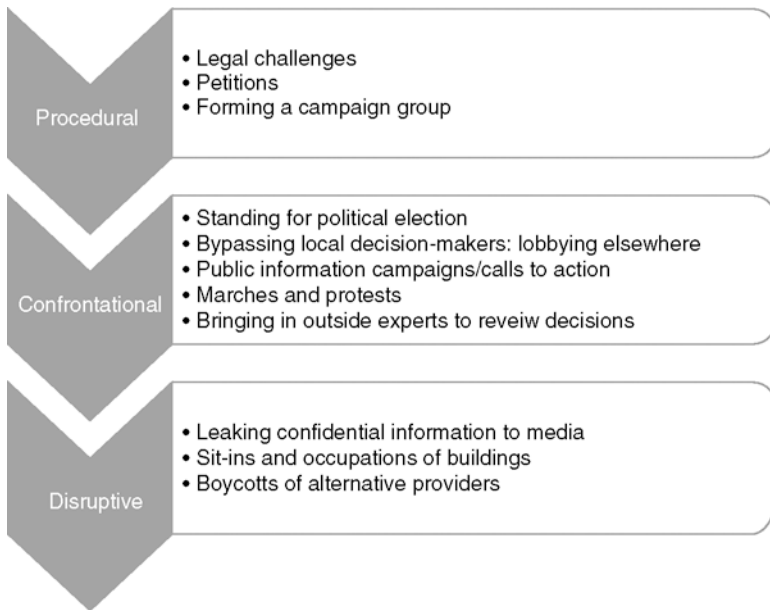 Procedural
• Legal challenges
• Petitions
• Forming a campaign group
Confrontational
• Standing for political election
• Bypassing local decision-makers: lobbying elsewhere
• Public information campaigns/calls to action
• Marches and protests
• Bringing in outside experts to reveiw decisions
Disruptive
• Leaking confidential information to media
• Sit-ins and occupations of buildings
• Boycotts of alternative providers